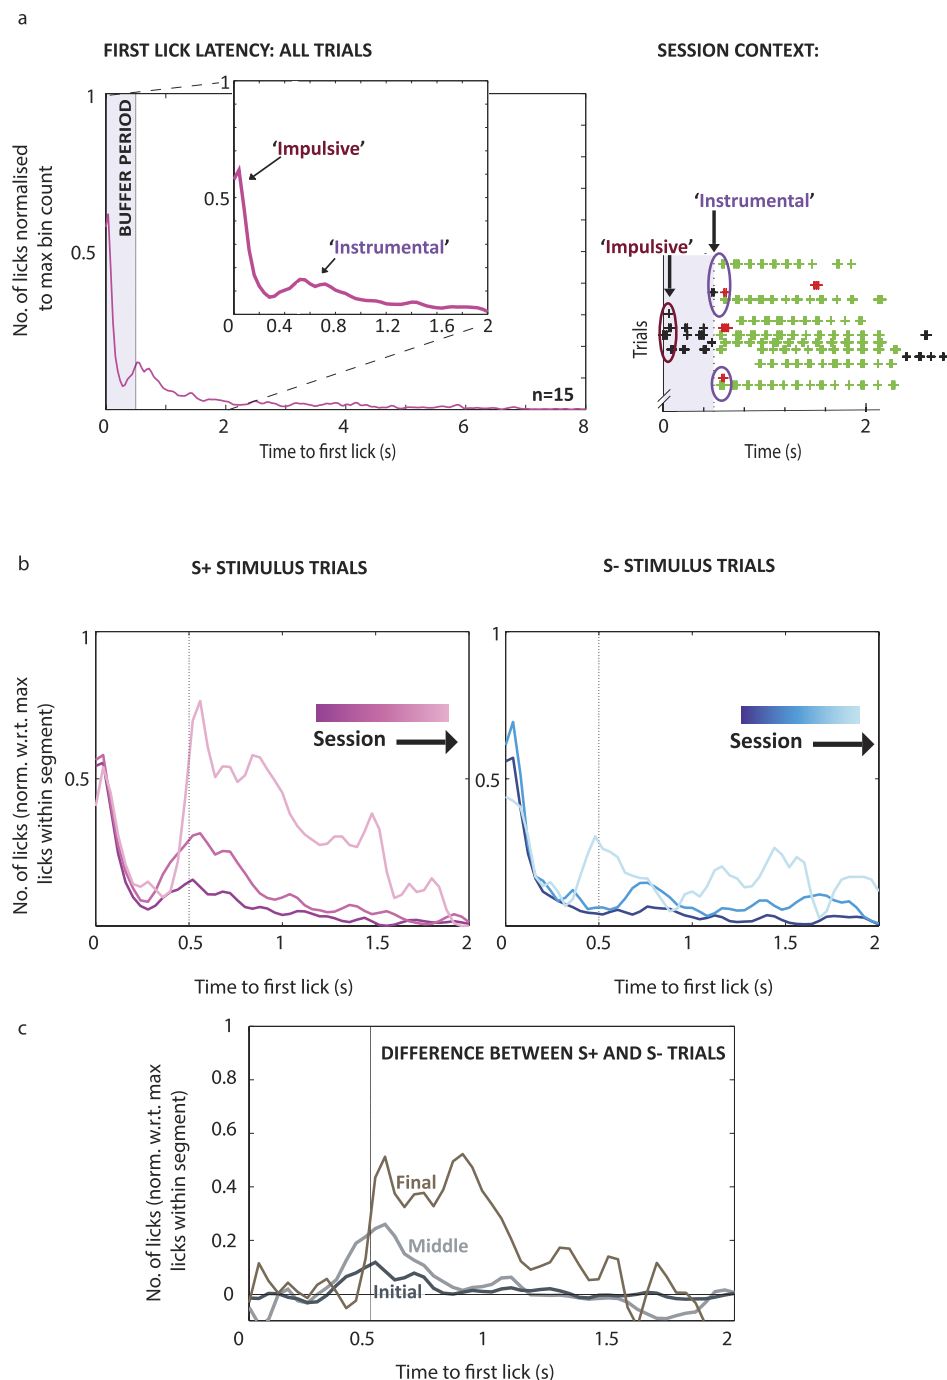 a
FIRST LICK LATENCY: ALL TRIALS
SESSION CONTEXT:
No. of licks normalised
to max bin count
1
0.5
BUFFER PERIOD
1
0.5
'Impulsive'
'Instrumental'
0
0.4
0.8
1.2
1.6
2
n=15
0
2
4
6
8
Time to first lick (s)
'Instrumental'
'Impulsive'
Trials
0
2
Time (s)
b
S+ STIMULUS TRIALS
S- STIMULUS TRIALS
No. of licks (norm. w.r.t. max
licks within segment)
1
0.5
Session
0
0.5
1
1.5
2
Time to first lick (s)
1
0.5
Session
0
0.5
1
1.5
2
Time to first lick (s)
c
No. of licks (norm. w.r.t. max
licks within segment)
DIFFERENCE BETWEEN S+ AND S- TRIALS
1
0.8
0.6
0.4
0.2
0
Final
Middle
Initial
0
0.5
1
1.5
2
Time to first lick (s)